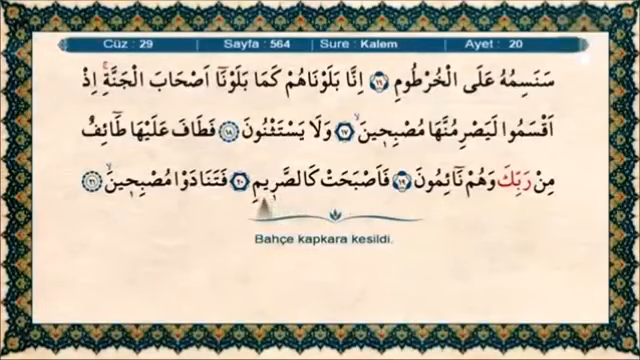 Cüz : 29 Sayfa : 564 Sure : Kalem Ayet : 20
سَنَسِمُهُ عَلَى الْخُرْطُومِ ﴿١٦﴾ اِنَّا بَلَوْنَاهُمْ كَمَا بَلَوْنَٓا اَصْحَابَ الْجَنَّةِۚ اِذْ
اَقْسَمُوا لَيَصْرِمُنَّهَا مُصْبِح۪ينَۙ ﴿١٧﴾ وَلَا يَسْتَثْنُونَ ﴿١٨﴾ فَطَافَ عَلَيْهَا طَٓائِفٌ
مِنْ رَبِّكَ وَهُمْ نَٓائِمُونَ ﴿١٩﴾ فَاَصْبَحَتْ كَالصَّر۪يمِ ﴿٢٠﴾ فَتَنَادَوْا مُصْبِح۪ينَۙ ﴿٢١﴾
Bahçe kapkara kesildi.